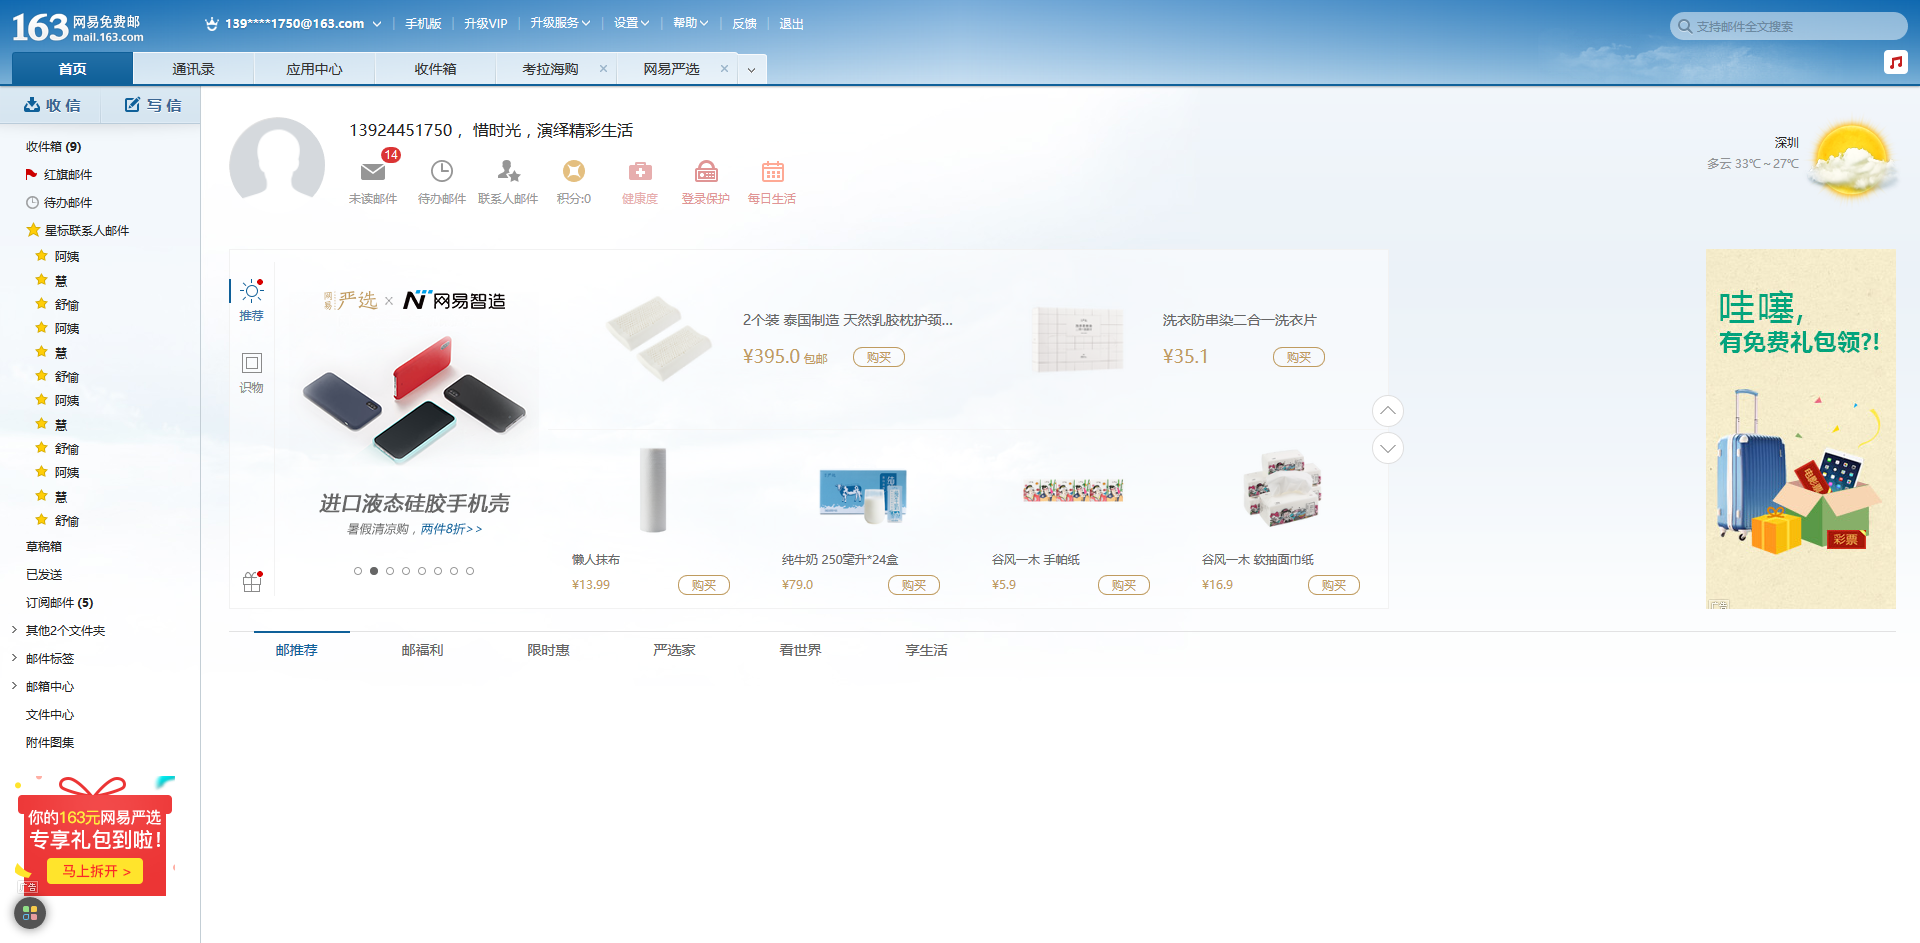 163 网易免费邮
mail.163.com
139****1750@163.com
手机版
升级VIP
升级服务
设置
帮助
反馈
退出
支持邮件全文搜索
首页
通讯录
应用中心
收件箱
考拉海购
网易严选
收 信
写 信
收件箱 (9)
红旗邮件
待办邮件
星标联系人邮件
阿姨
慧
舒愉
阿姨
慧
舒愉
阿姨
慧
舒愉
阿姨
慧
舒愉
草稿箱
已发送
订阅邮件 (5)
其他2个文件夹
邮件标签
邮箱中心
文件中心
附件图集
你的163元网易严选
专享礼包到啦!
马上拆开 >
广告
13924451750， 惜时光，演绎精彩生活
14
未读邮件
待办邮件
联系人邮件
积分:0
健康度
登录保护
每日生活
深圳
多云 33℃~27℃
推荐
识物
网易严选 x 网易智造
进口液态硅胶手机壳
暑假清凉购，两件8折>>
2个装 泰国制造 天然乳胶枕护颈...
¥395.0 包邮
购买
洗衣防串染二合一洗衣片
¥35.1
购买
懒人抹布
¥13.99
购买
纯牛奶 250毫升*24盒
¥79.0
购买
谷风一木 手帕纸
¥5.9
购买
谷风一木 软抽面巾纸
¥16.9
购买
哇噻,
有免费礼包领?!
电影票
彩票
广告
邮推荐
邮福利
限时惠
严选家
看世界
享生活